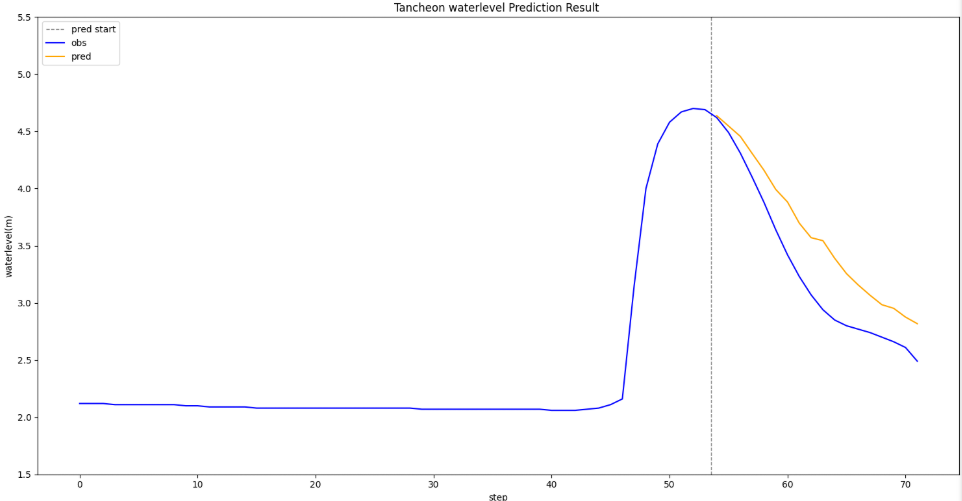 Tancheon waterlevel Prediction Result
pred start
obs
pred
waterlevel(m)
5.5
5.0
4.5
4.0
3.5
3.0
2.5
2.0
1.5
0 10 20 30 40 50 60 70
step